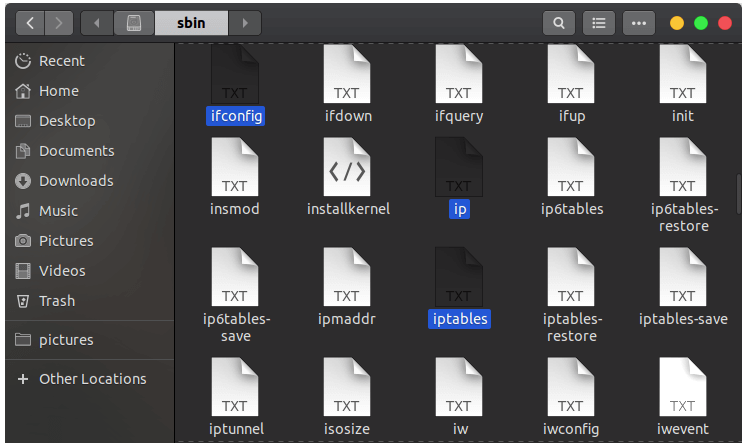 sbin
Recent
Home
Desktop
Documents
Downloads
Music
Pictures
Videos
Trash
pictures
Other Locations
TXT TXT TXT TXT TXT
ifconfig ifdown ifquery ifup init
TXT </> TXT TXT TXT
insmod installkernel ip ip6tables ip6tables-
restore
TXT TXT TXT TXT TXT
ip6tables- ipmaddr iptables iptables- iptables-save
save restore
TXT TXT TXT TXT TXT
iptunnel isosize iw iwconfig iwevent